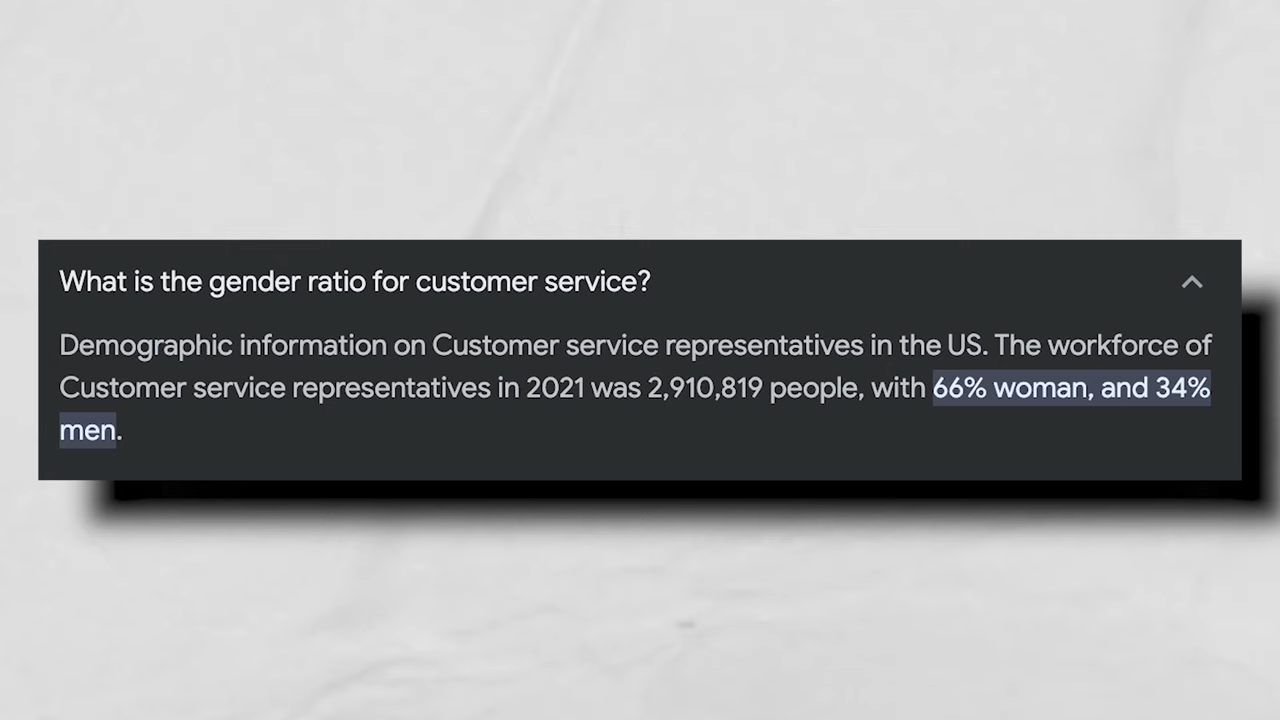 What is the gender ratio for customer service?
Demographic information on Customer service representatives in the US. The workforce of
Customer service representatives in 2021 was 2,910,819 people, with 66% woman, and 34%
men.